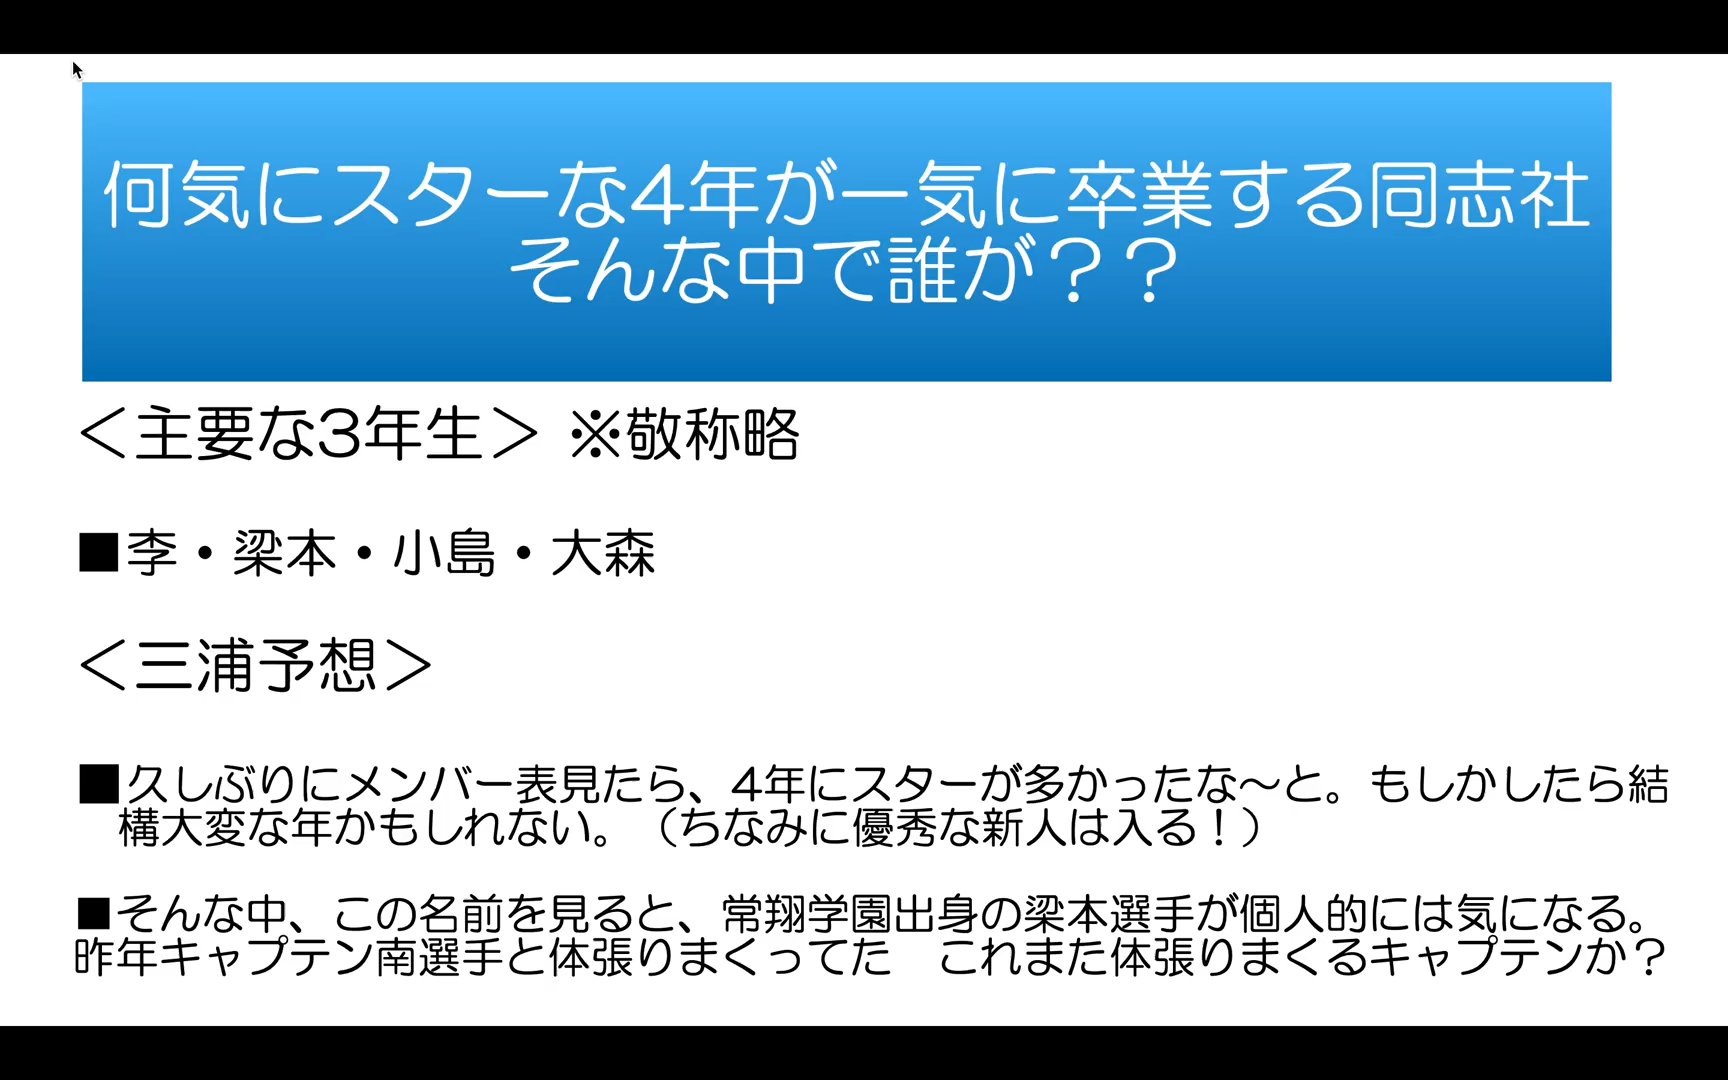 何気にスターな4年が一気に卒業する同志社
そんな中で誰が？？
＜主要な3年生＞ ※敬称略
■李・梁本・小島・大森
＜三浦予想＞
■久しぶりにメンバー表見たら、4年にスターが多かったな〜と。もしかしたら結
構大変な年かもしれない。（ちなみに優秀な新人は入る！）
■そんな中、この名前を見ると、常翔学園出身の梁本選手が個人的には気になる。
昨年キャプテン南選手と体張りまくってた　これまた体張りまくるキャプテンか？